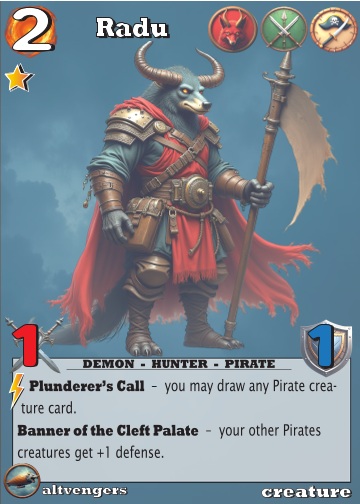 2 Radu
1 1
DEMON - HUNTER - PIRATE
Plunderer's Call – you may draw any Pirate crea-
ture card.
Banner of the Cleft Palate – your other Pirates
creatures get +1 defense.
altvengers creature